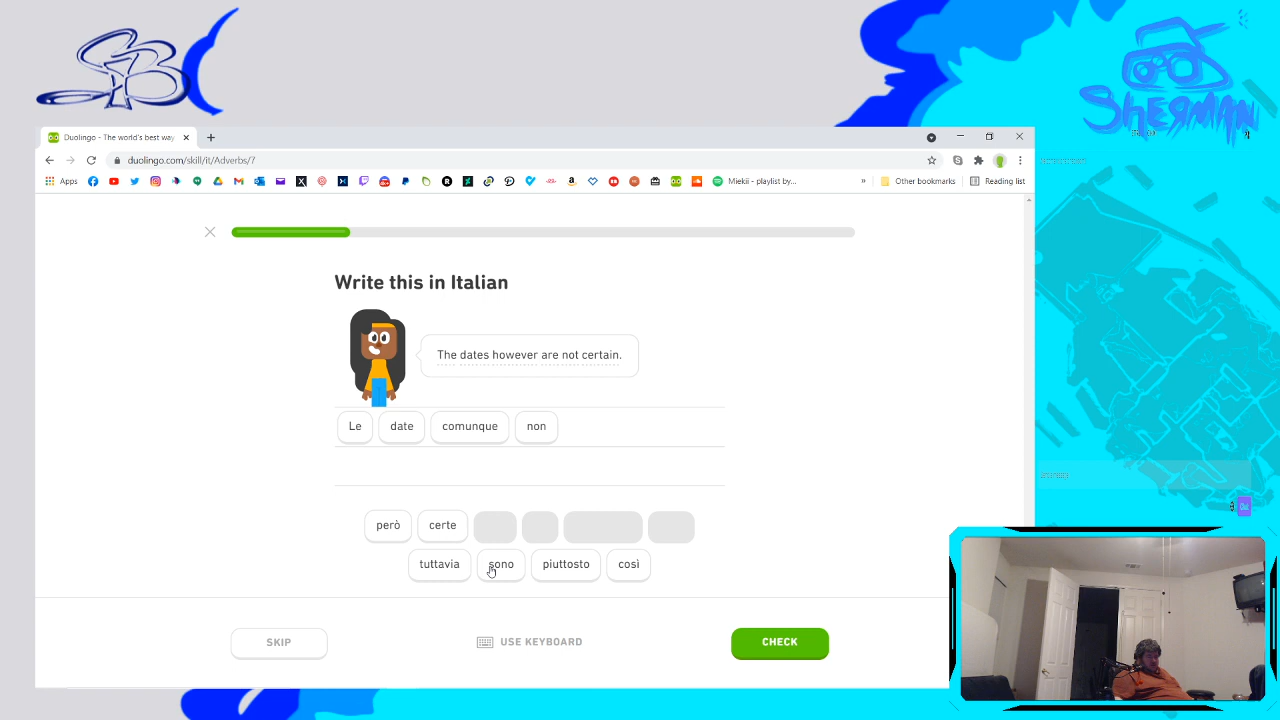 SHERMAN
Duolingo - The world's best way
duolingo.com/skill/it/Adverbs/7
Apps
Miekii - playlist by...
»
Other bookmarks
Reading list
Write this in Italian
The dates however are not certain.
Le date comunque non
però certe
tuttavia sono piuttosto così
SKIP
USE KEYBOARD
CHECK